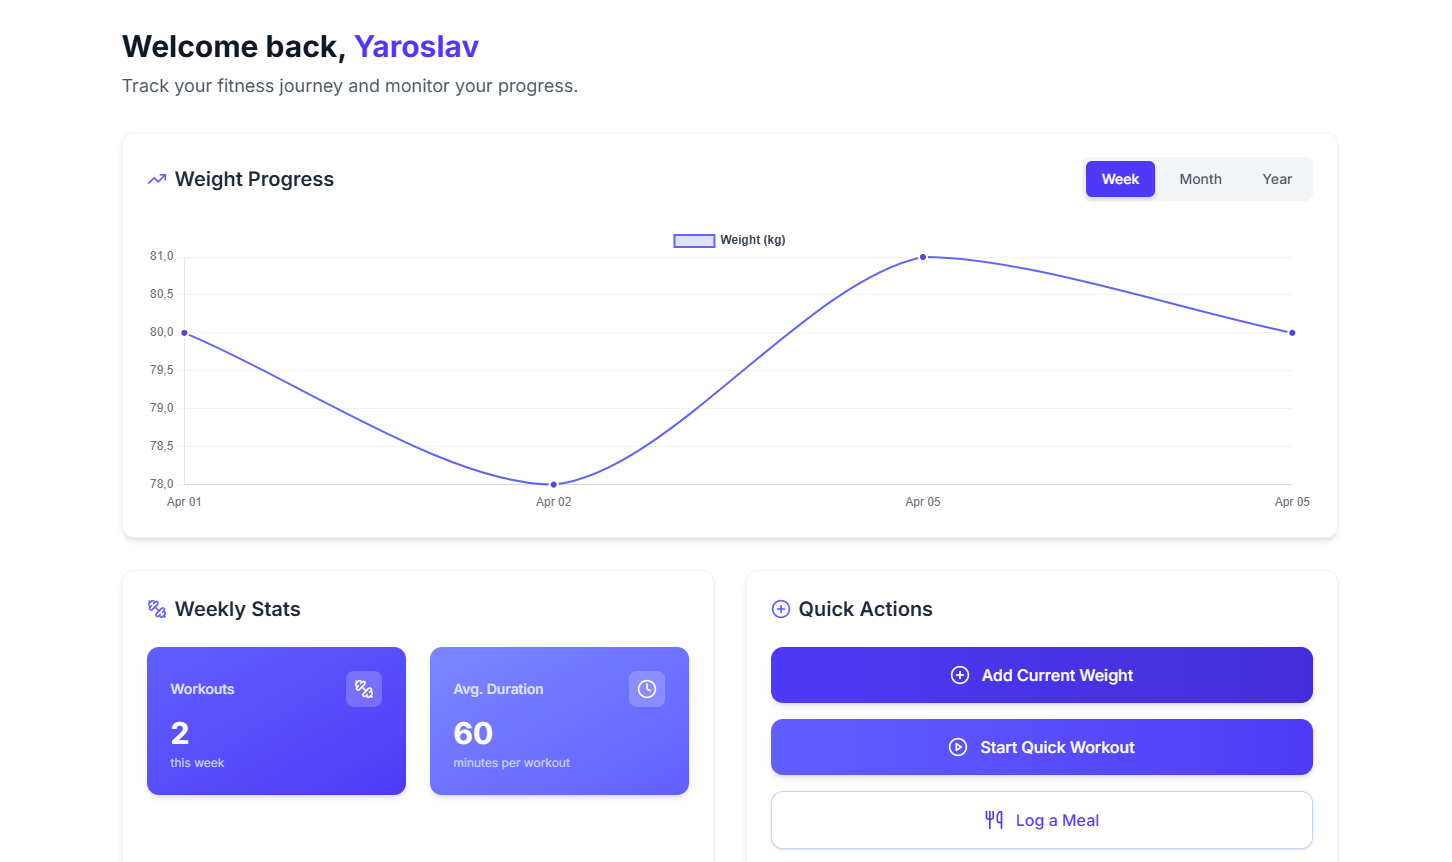 Welcome back, Yaroslav
Track your fitness journey and monitor your progress.
Weight Progress
Week Month Year
Weight (kg)
81,0
80,5
80,0
79,5
79,0
78,5
78,0
Apr 01 Apr 02 Apr 05 Apr 05
Weekly Stats
Workouts
2
this week
Avg. Duration
60
minutes per workout
Quick Actions
Add Current Weight
Start Quick Workout
Log a Meal